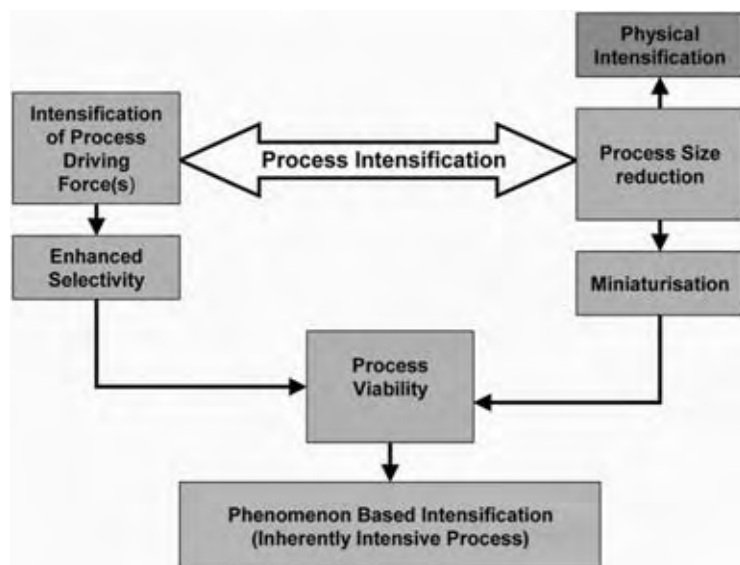 Physical
Intensification
Intensification
of Process
Driving
Force(s)
Process Intensification
Process Size
reduction
Enhanced
Selectivity
Miniaturisation
Process
Viability
Phenomenon Based Intensification
(Inherently Intensive Process)